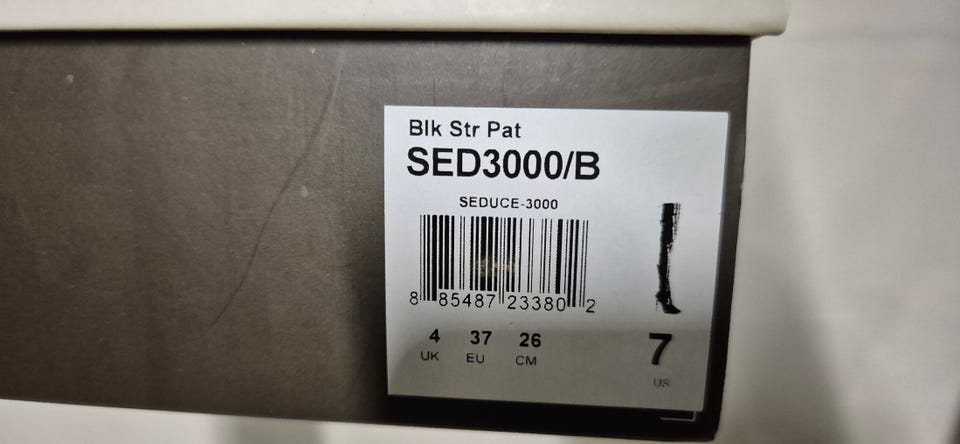 Blk Str Pat
SED3000/B
SEDUCE-3000
8 85487 23380 2
4 37 26 7
UK EU CM US